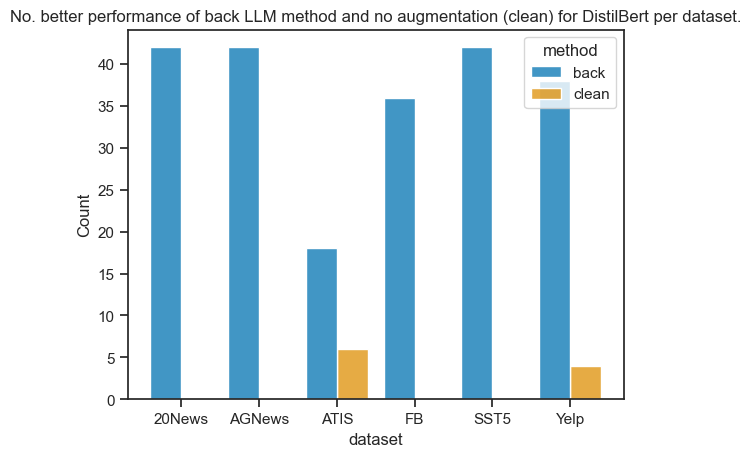 No. better performance of back LLM method and no augmentation (clean) for DistilBert per dataset.
method
back
clean
40
35
30
25
20
15
10
5
0
Count
20News AGNews ATIS FB SST5 Yelp
dataset